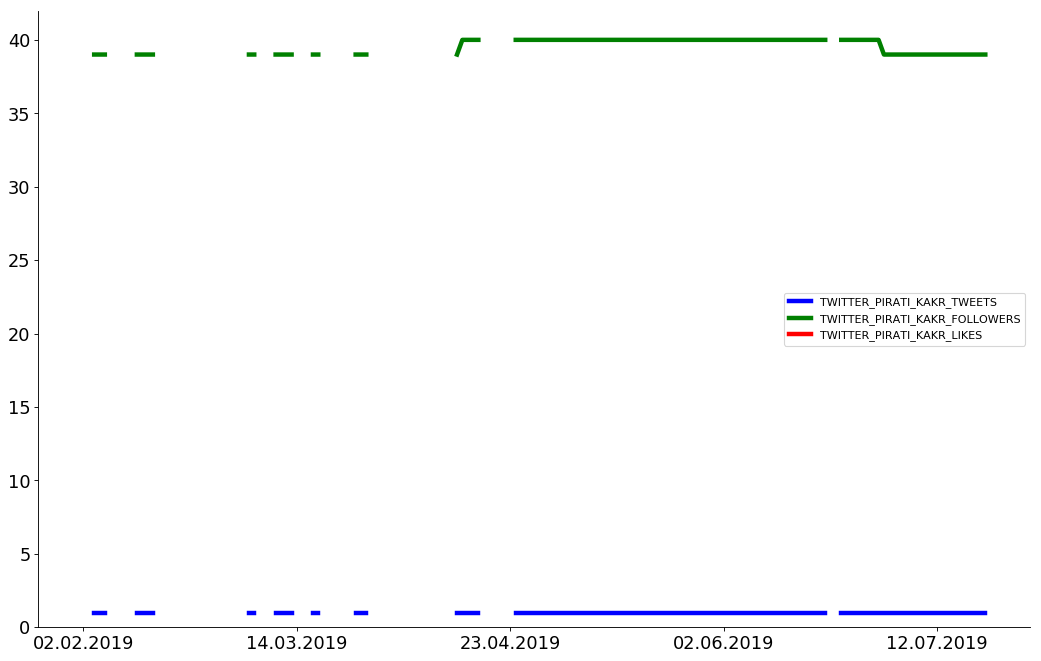 40
35
30
25
20
15
10
5
0
TWITTER_PIRATI_KAKR_TWEETS
TWITTER_PIRATI_KAKR_FOLLOWERS
TWITTER_PIRATI_KAKR_LIKES
02.02.2019 14.03.2019 23.04.2019 02.06.2019 12.07.2019